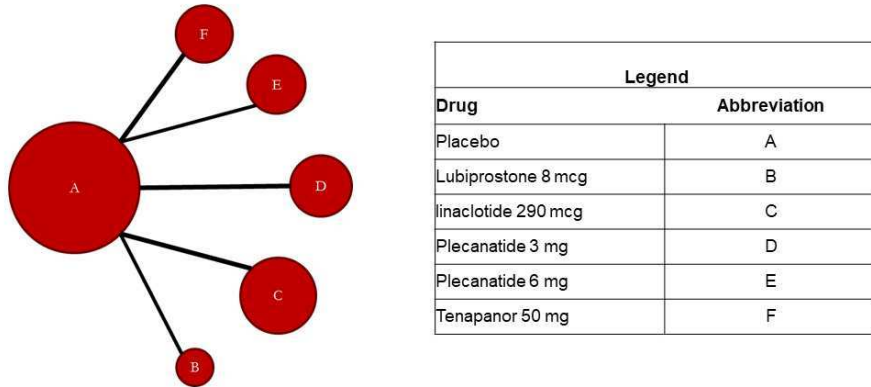 F
E
A
D
C
B
Legend
Drug Abbreviation
Placebo A
Lubiprostone 8 mcg B
linaclotide 290 mcg C
Plecanatide 3 mg D
Plecanatide 6 mg E
Tenapanor 50 mg F